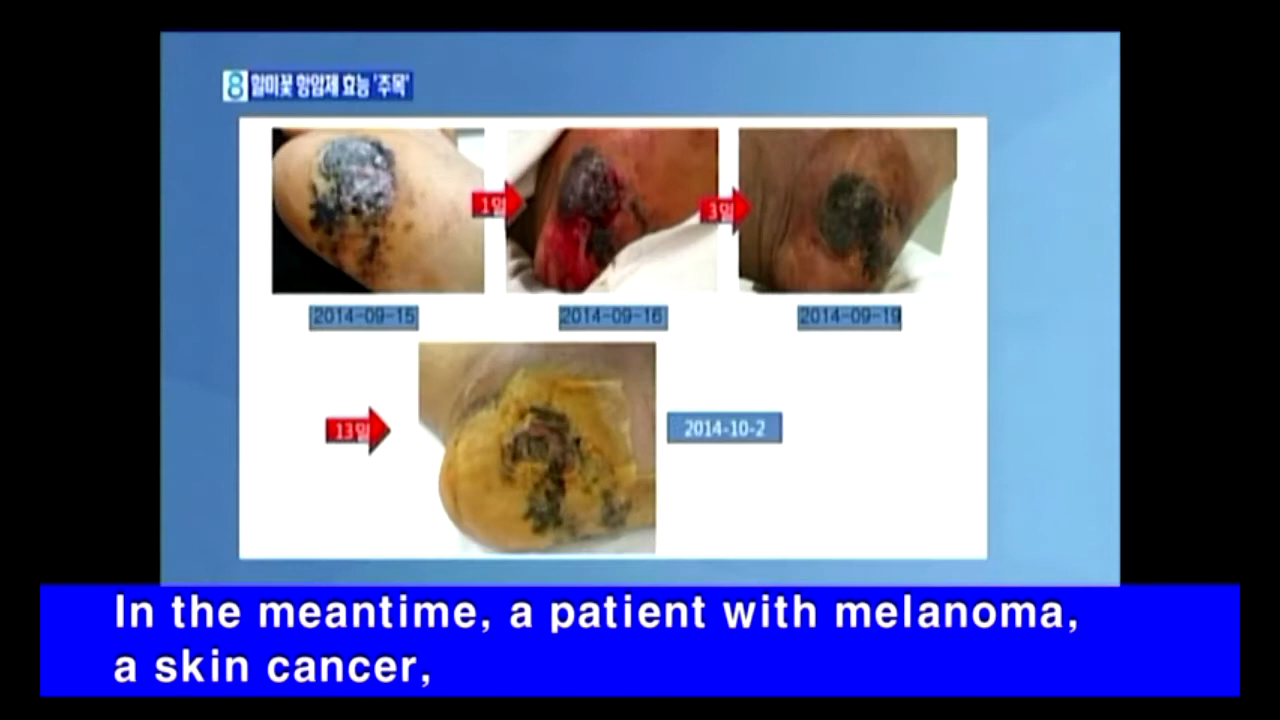 8 할미꽃 항암제 효능 '주목'
1일
3일
2014-09-15
2014-09-16
2014-09-19
13일
2014-10-2
In the meantime, a patient with melanoma,
a skin cancer,